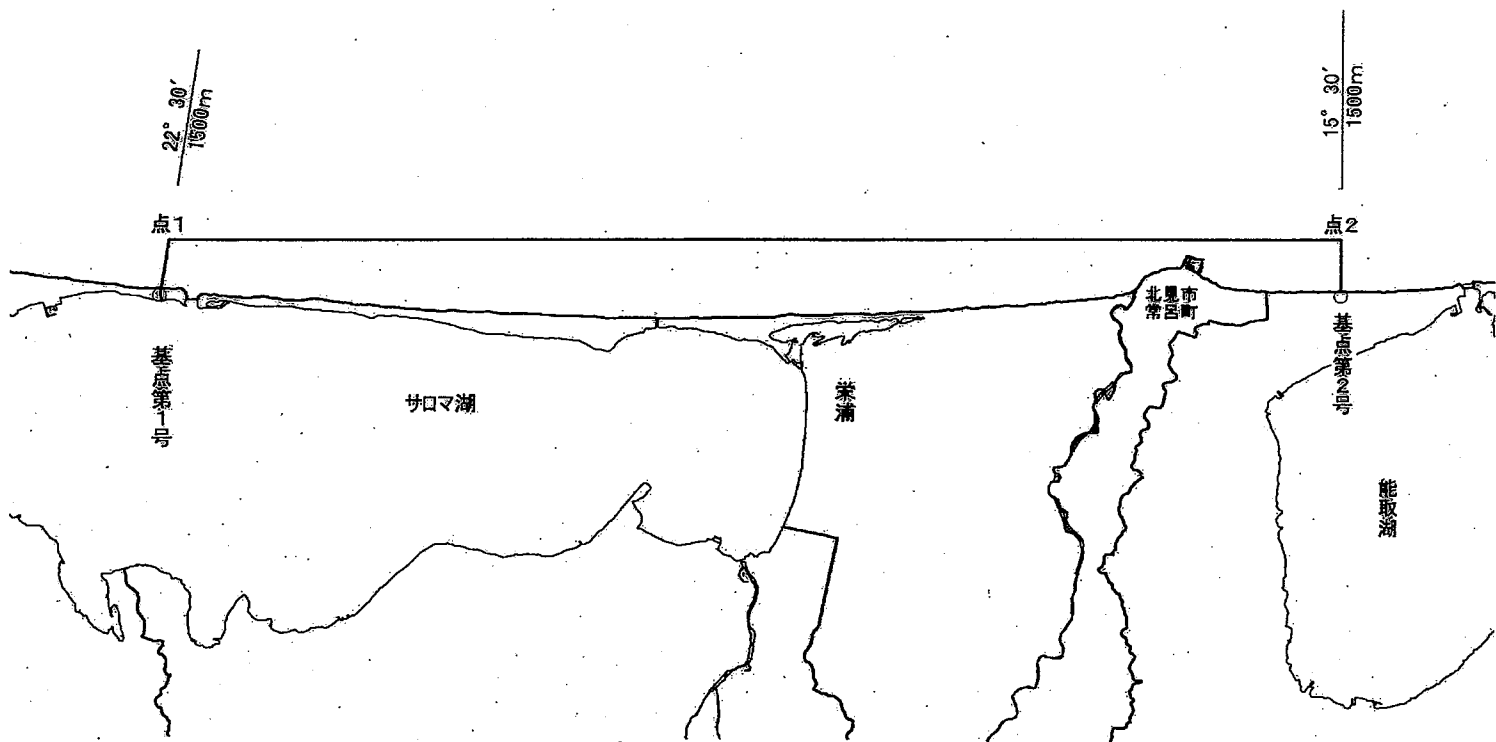 22° 30′
1500m
15° 30′
1500m
点1
点2
北見市
常呂町
基点第1号
サロマ湖
栄浦
基点第2号
能取湖